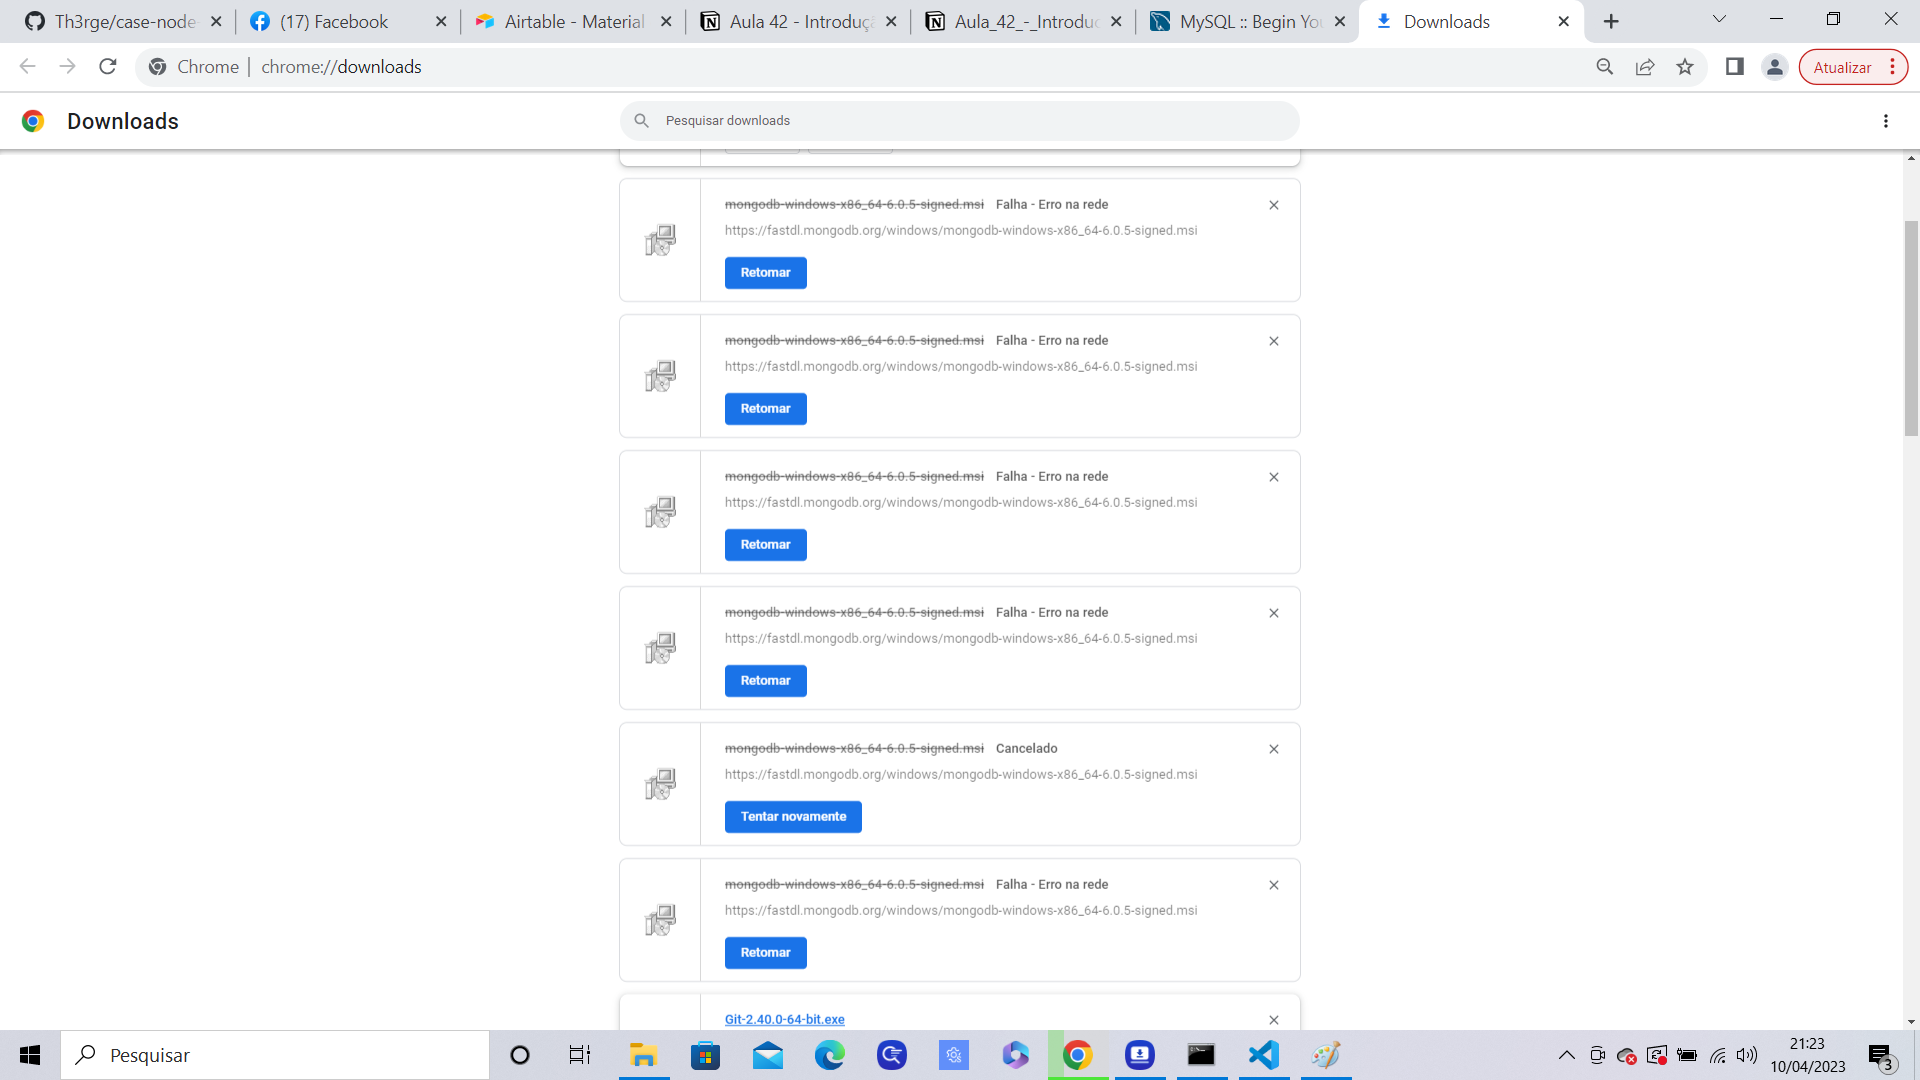 Th3rge/case-node-
(17) Facebook
Airtable - Material
Aula 42 - Introduçã
Aula_42_-_Introduc
MySQL :: Begin You
Downloads
Chrome
chrome://downloads
Atualizar
Downloads
Pesquisar downloads
mongodb-windows-x86_64-6.0.5-signed.msi Falha - Erro na rede
https://fastdl.mongodb.org/windows/mongodb-windows-x86_64-6.0.5-signed.msi
Retomar
mongodb-windows-x86_64-6.0.5-signed.msi Falha - Erro na rede
https://fastdl.mongodb.org/windows/mongodb-windows-x86_64-6.0.5-signed.msi
Retomar
mongodb-windows-x86_64-6.0.5-signed.msi Falha - Erro na rede
https://fastdl.mongodb.org/windows/mongodb-windows-x86_64-6.0.5-signed.msi
Retomar
mongodb-windows-x86_64-6.0.5-signed.msi Falha - Erro na rede
https://fastdl.mongodb.org/windows/mongodb-windows-x86_64-6.0.5-signed.msi
Retomar
mongodb-windows-x86_64-6.0.5-signed.msi Cancelado
https://fastdl.mongodb.org/windows/mongodb-windows-x86_64-6.0.5-signed.msi
Tentar novamente
mongodb-windows-x86_64-6.0.5-signed.msi Falha - Erro na rede
https://fastdl.mongodb.org/windows/mongodb-windows-x86_64-6.0.5-signed.msi
Retomar
Git-2.40.0-64-bit.exe
Pesquisar
21:23
10/04/2023
3